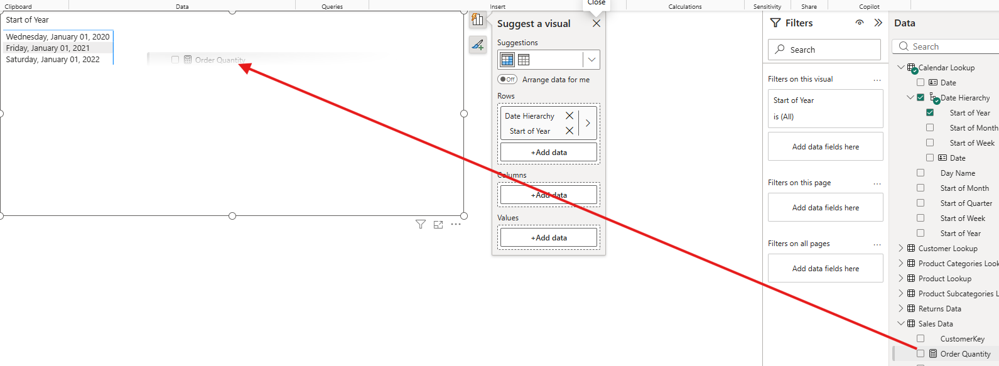 Clipboard
Data
Queries
Insert
Calculations
Sensitivity
Share
Copilot
Close
Start of Year
Wednesday, January 01, 2020
Friday, January 01, 2021
Saturday, January 01, 2022
Order Quantity
Suggest a visual
Suggestions
Off
Arrange data for me
Rows
Date Hierarchy
Start of Year
+Add data
Columns
+Add data
Values
+Add data
Filters
Search
Filters on this visual
Start of Year
is (All)
Add data fields here
Filters on this page
Add data fields here
Filters on all pages
Add data fields here
Data
Search
Calendar Lookup
Date
Date Hierarchy
Start of Year
Start of Month
Start of Week
Date
Day Name
Start of Month
Start of Quarter
Start of Week
Start of Year
Customer Lookup
Product Categories Look
Product Lookup
Product Subcategories L
Returns Data
Sales Data
CustomerKey
Order Quantity